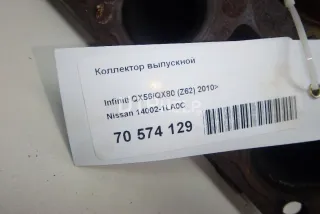 Коллектор выпускной
Infiniti QX56/QX80 (Z62) 2010>
Nissan 14002-1LA0C
70 574 129